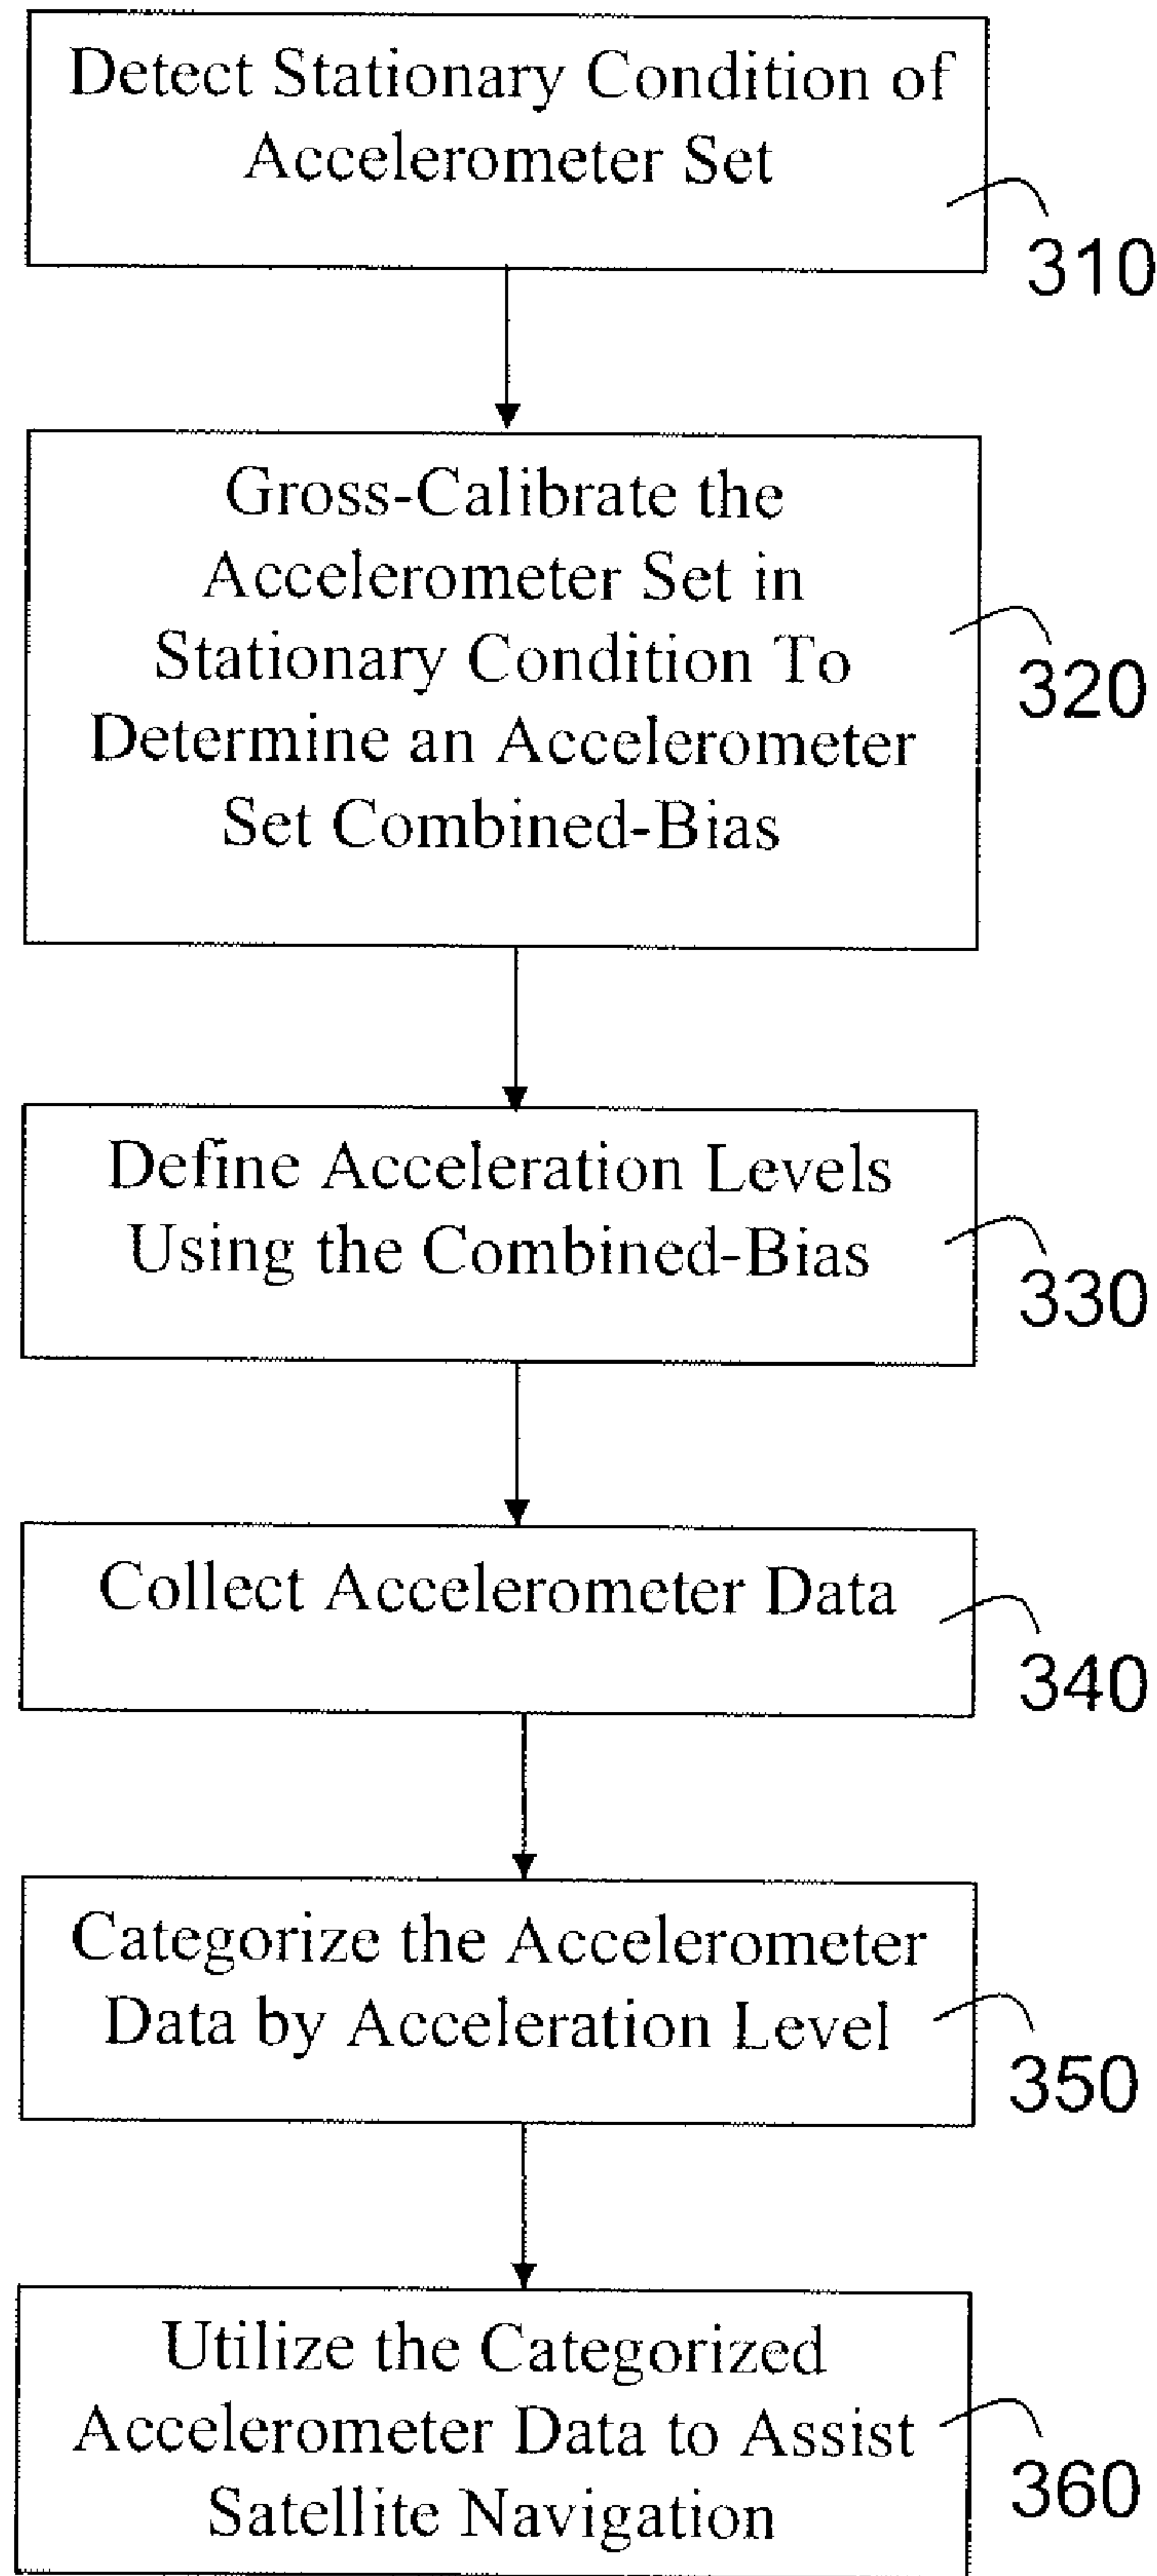 Detect Stationary Condition of
Accelerometer Set
310
Gross-Calibrate the
Accelerometer Set in
Stationary Condition To
Determine an Accelerometer
Set Combined-Bias
320
Define Acceleration Levels
Using the Combined-Bias
330
Collect Accelerometer Data
340
Categorize the Accelerometer
Data by Acceleration Level
350
Utilize the Categorized
Accelerometer Data to Assist
Satellite Navigation
360